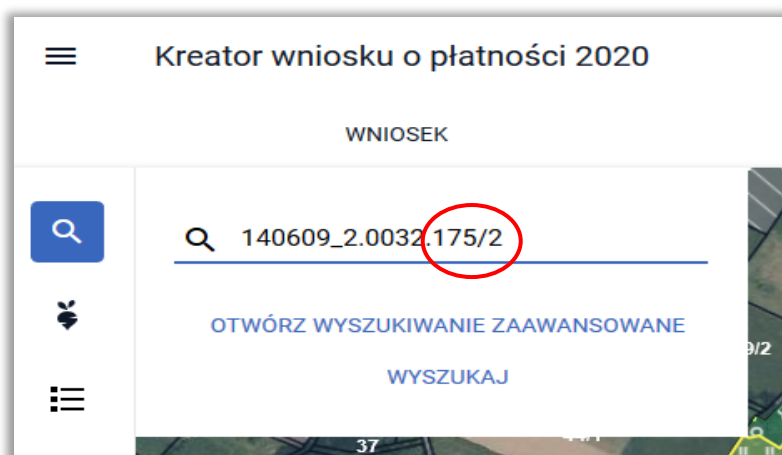 Kreator wniosku o płatności 2020
WNIOSEK
140609_2.0032.175/2
OTWÓRZ WYSZUKIWANIE ZAAWANSOWANE
WYSZUKAJ
9/2
37